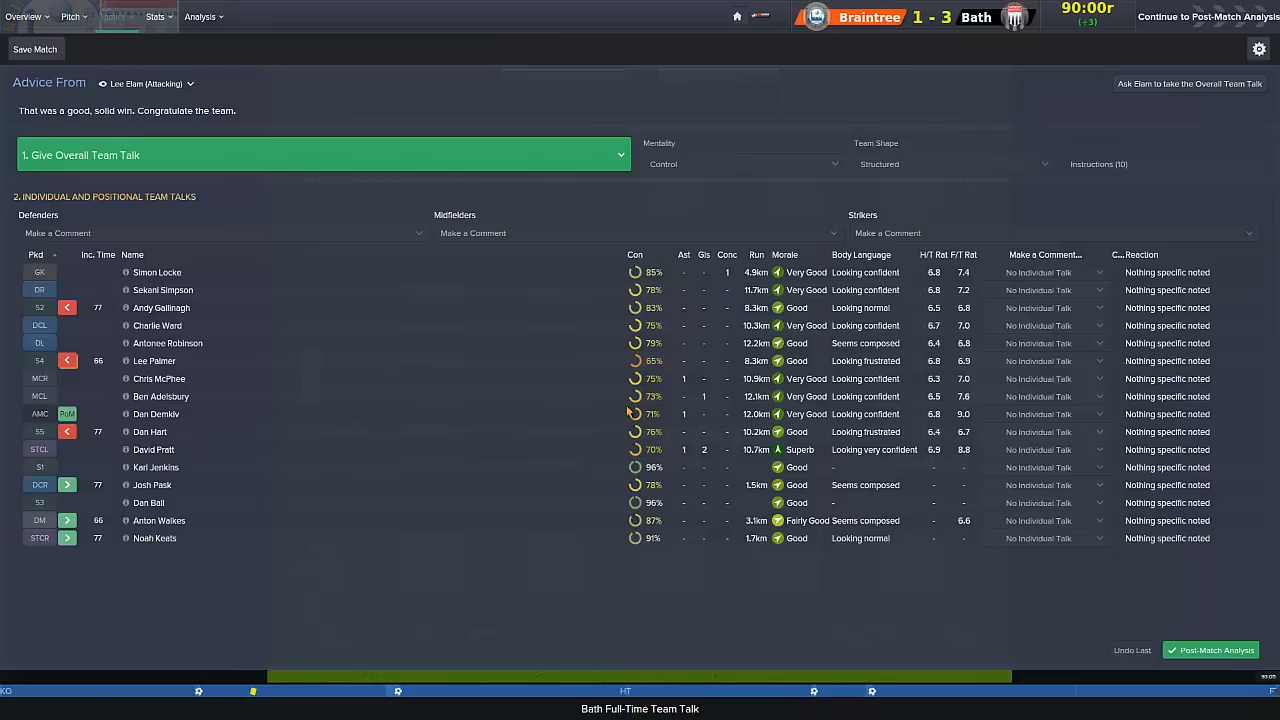 Overview Pitch Tactics Stats Analysis Braintree 1 - 3 Bath 90:00r (+3) Continue to Post-Match Analysis
Save Match
Advice From Lee Elam (Attacking) Ask Elam to take the Overall Team Talk
That was a good, solid win. Congratulate the team.
Mentality Team Shape
1. Give Overall Team Talk Control Structured Instructions (10)
2. INDIVIDUAL AND POSITIONAL TEAM TALKS
Defenders Midfielders Strikers
Make a Comment Make a Comment Make a Comment
Pkd Inc. Time Name Con Ast Gls Conc Run Morale Body Language H/T Rat F/T Rat Make a Comment... C... Reaction
GK Simon Locke 85% - - 1 4.9km Very Good Looking confident 6.8 7.4 No Individual Talk Nothing specific noted
DR Sekani Simpson 78% - - - 11.7km Very Good Looking confident 6.8 7.2 No Individual Talk Nothing specific noted
S2 77 Andy Gallinagh 83% - - - 8.3km Good Looking normal 6.5 6.8 No Individual Talk Nothing specific noted
DCL Charlie Ward 75% - - - 10.3km Very Good Looking confident 6.7 7.0 No Individual Talk Nothing specific noted
DL Antonee Robinson 79% - - - 12.2km Good Seems composed 6.4 6.8 No Individual Talk Nothing specific noted
S4 66 Lee Palmer 65% - - - 8.3km Good Looking frustrated 6.8 6.9 No Individual Talk Nothing specific noted
MCR Chris McPhee 75% 1 - - 10.9km Very Good Looking confident 6.3 7.0 No Individual Talk Nothing specific noted
MCL Ben Adelsbury 73% - 1 - 12.1km Very Good Looking confident 6.5 7.6 No Individual Talk Nothing specific noted
AMC PoM Dan Demkiv 71% 1 - - 12.0km Very Good Looking confident 6.8 9.0 No Individual Talk Nothing specific noted
S5 77 Dan Hart 76% - - - 10.2km Good Looking frustrated 6.4 6.7 No Individual Talk Nothing specific noted
STCL David Pratt 70% 1 2 - 10.7km Superb Looking very confident 6.9 8.8 No Individual Talk Nothing specific noted
S1 Karl Jenkins 96% - - - Good - - - No Individual Talk Nothing specific noted
DCR 77 Josh Pask 78% - - - 1.5km Good Seems composed - - No Individual Talk Nothing specific noted
S3 Dan Ball 96% - - - Good - - - No Individual Talk Nothing specific noted
DM 66 Anton Walkes 87% - - - 3.1km Fairly Good Seems composed - 6.6 No Individual Talk Nothing specific noted
STCR 77 Noah Keats 91% - - - 1.7km Good Looking normal - - No Individual Talk Nothing specific noted
Undo Last Post-Match Analysis
93:05
KO HT F
Bath Full-Time Team Talk